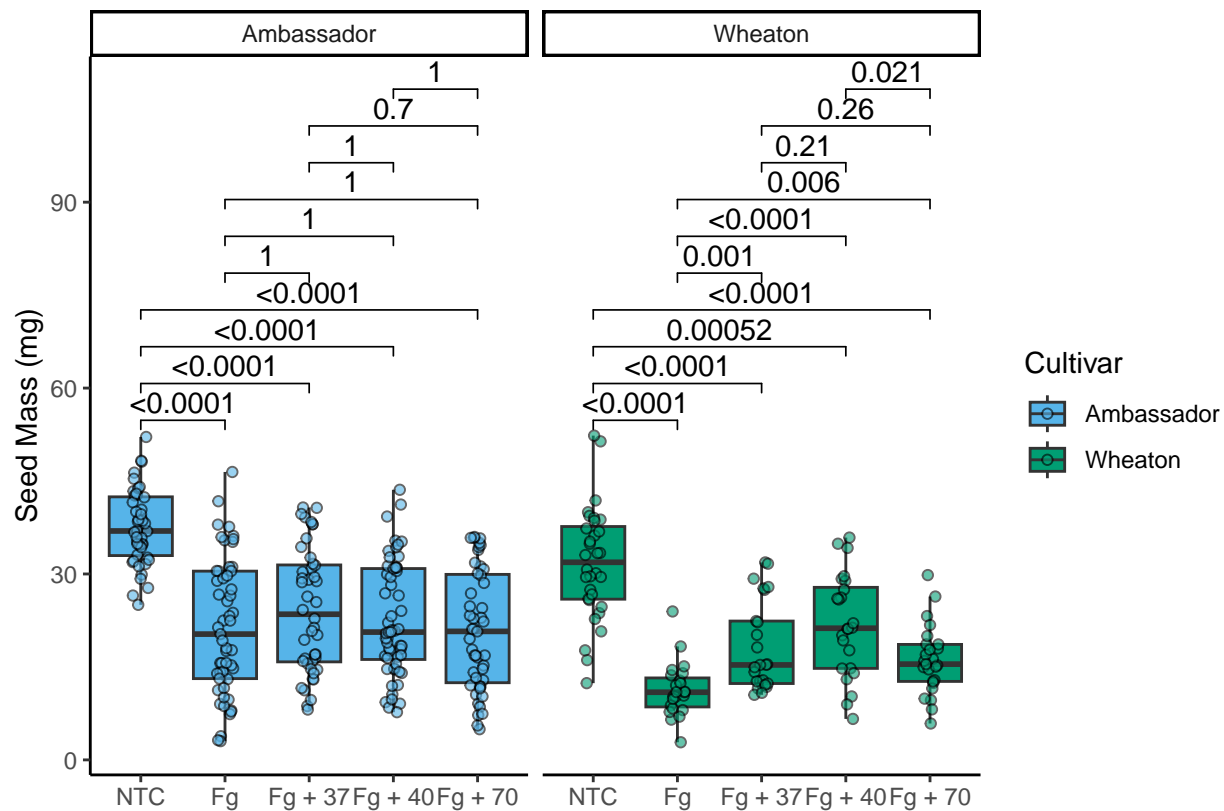 Ambassador Wheaton
1 0.021
0.7 0.26
1 0.21
1 0.006
1 <0.0001
1 0.001
<0.0001 <0.0001
<0.0001 0.00052
<0.0001 <0.0001
<0.0001 <0.0001
90
60
30
0
Seed Mass (mg)
NTC Fg Fg + 37 Fg + 40 Fg + 70 NTC Fg Fg + 37 Fg + 40 Fg + 70
Cultivar
Ambassador
Wheaton